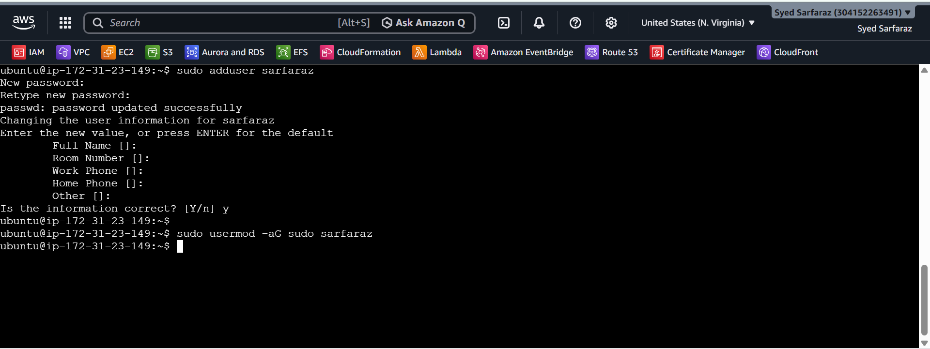 Syed Sarfaraz (304152263491) ▼
aws Search [Alt+S] Ask Amazon Q United States (N. Virginia) ▼ Syed Sarfaraz
IAM VPC EC2 S3 Aurora and RDS EFS CloudFormation Lambda Amazon EventBridge Route 53 Certificate Manager CloudFront
ubuntu@ip-172-31-23-149:~$ sudo adduser sarfaraz
New password:
Retype new password:
passwd: password updated successfully
Changing the user information for sarfaraz
Enter the new value, or press ENTER for the default
Full Name []:
Room Number []:
Work Phone []:
Home Phone []:
Other []:
Is the information correct? [Y/n] y
ubuntu@ip-172-31-23-149:~$
ubuntu@ip-172-31-23-149:~$ sudo usermod -aG sudo sarfaraz
ubuntu@ip-172-31-23-149:~$